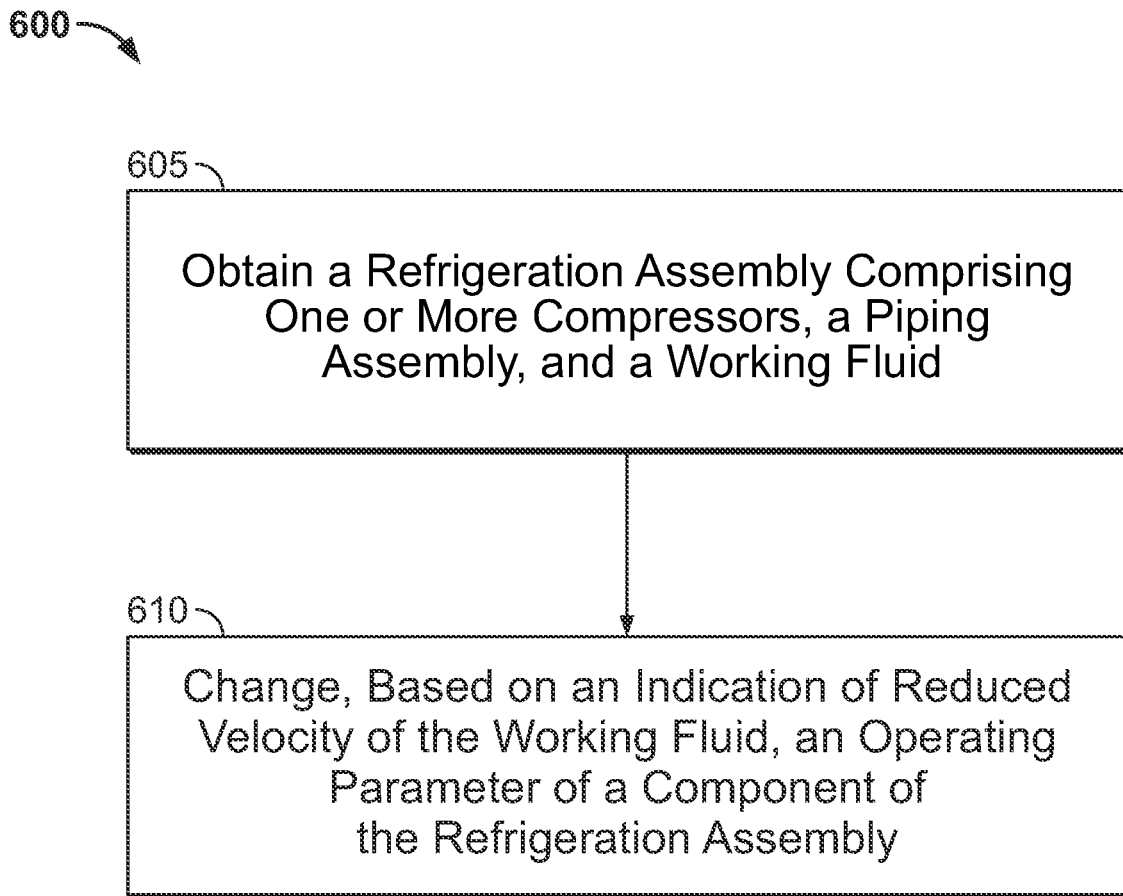 600
605
Obtain a Refrigeration Assembly Comprising
One or More Compressors, a Piping
Assembly, and a Working Fluid
610
Change, Based on an Indication of Reduced
Velocity of the Working Fluid, an Operating
Parameter of a Component of
the Refrigeration Assembly